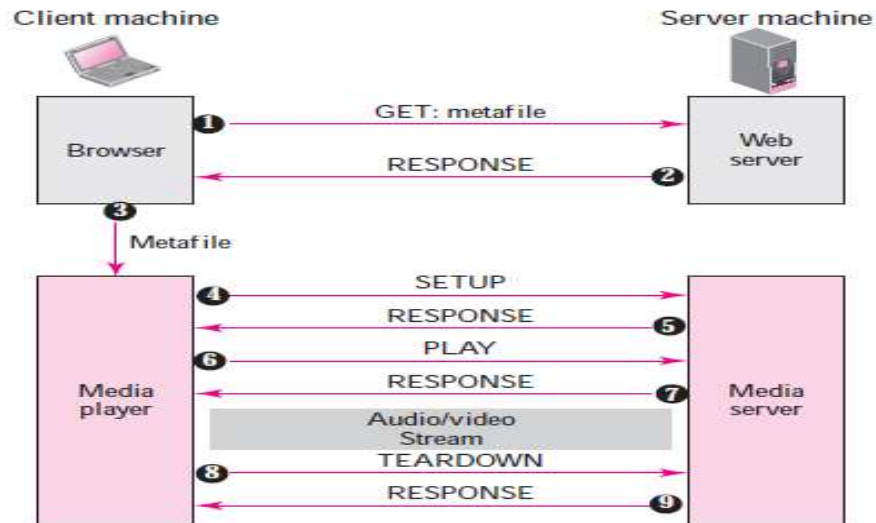 Client machine
Server machine
Browser
Web
server
1
GET: metafile
RESPONSE
2
3
Metafile
Media
player
Media
server
4
SETUP
RESPONSE
5
6
PLAY
RESPONSE
7
Audio/video
Stream
8
TEARDOWN
RESPONSE
9